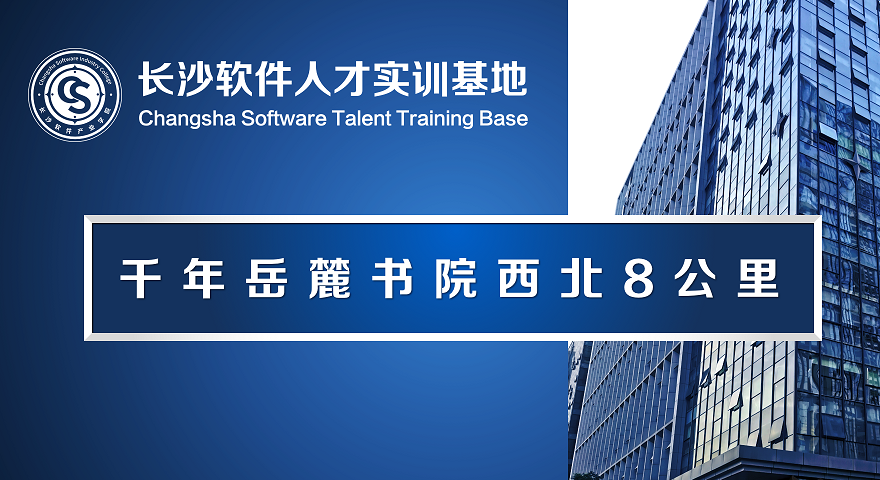 Changsha Software Industry College
CS
长沙软件产业学院
长沙软件人才实训基地
Changsha Software Talent Training Base
千年岳麓书院西北8公里